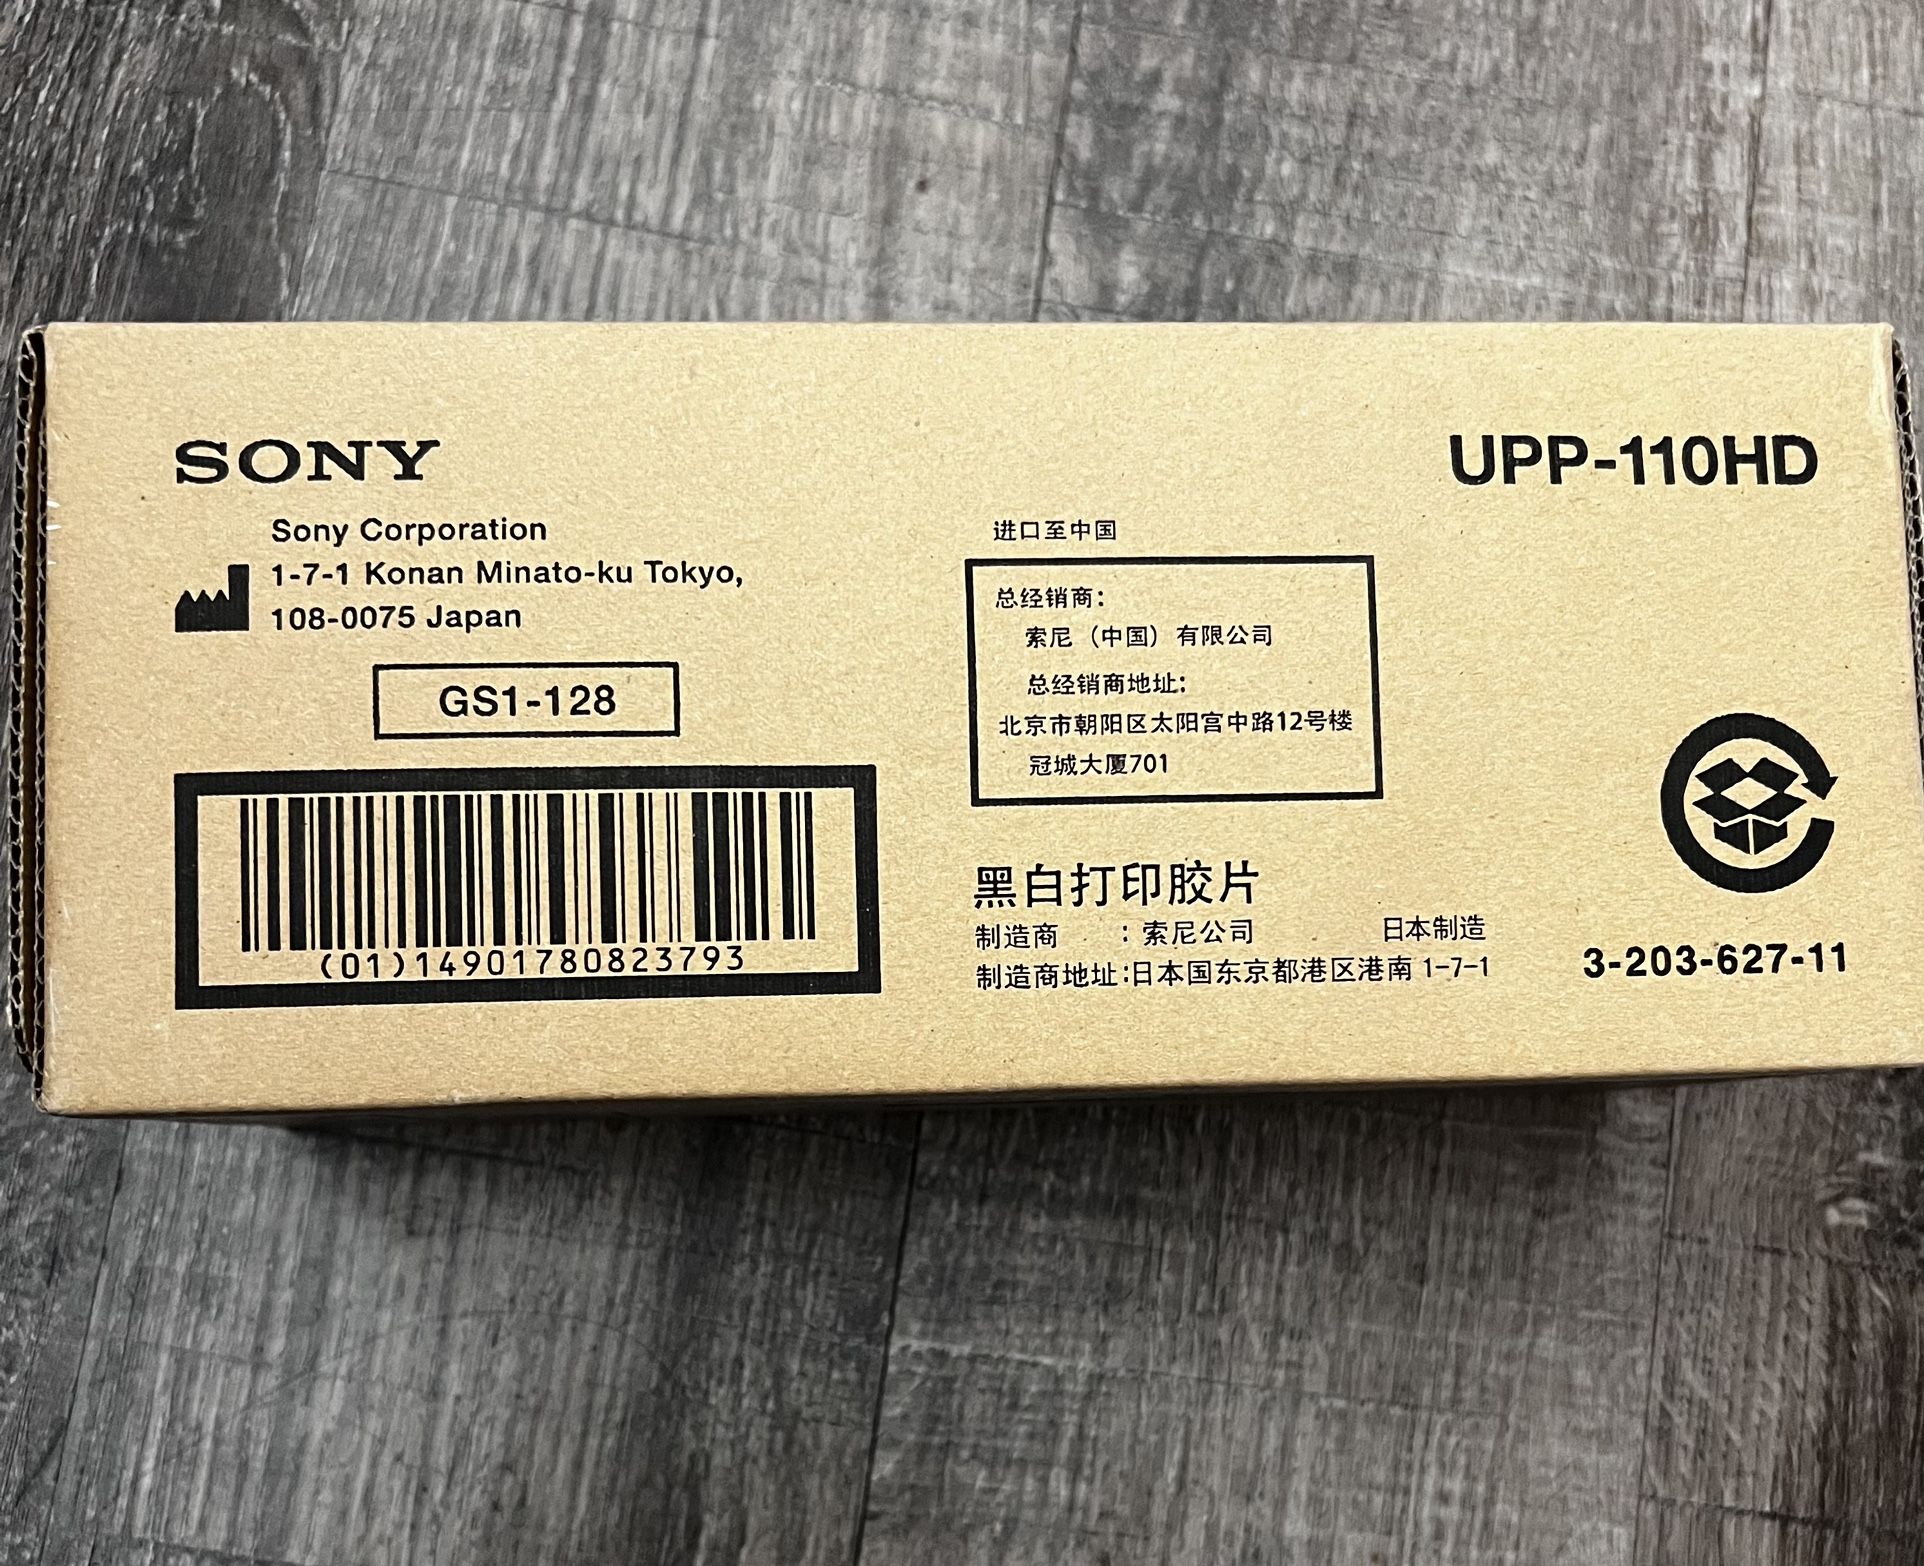 SONY
UPP-110HD
Sony Corporation
1-7-1 Konan Minato-ku Tokyo,
108-0075 Japan
GS1-128
(01)14901780823793
进口至中国
总经销商:
索尼（中国）有限公司
总经销商地址:
北京市朝阳区太阳宫中路12号楼
冠城大厦701
黑白打印胶片
制造商 : 索尼公司 日本制造
制造商地址:日本国东京都港区港南 1-7-1
3-203-627-11